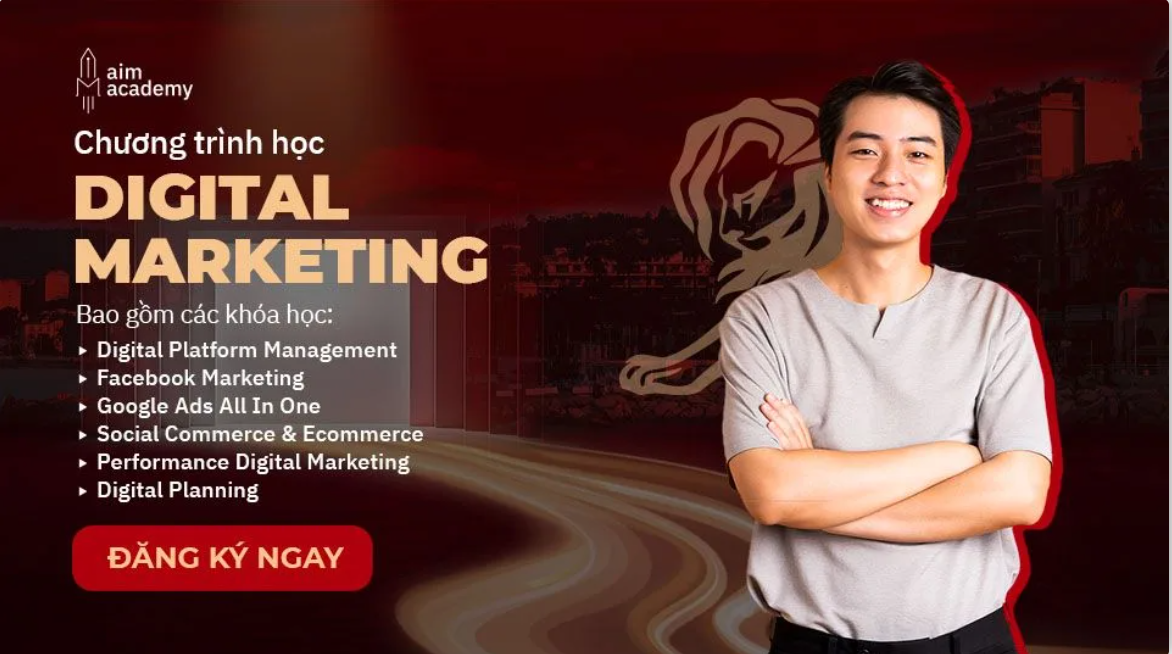 aim
academy
Chương trình học
DIGITAL
MARKETING
Bao gồm các khóa học:
Digital Platform Management
Facebook Marketing
Google Ads All In One
Social Commerce & Ecommerce
Performance Digital Marketing
Digital Planning
ĐĂNG KÝ NGAY